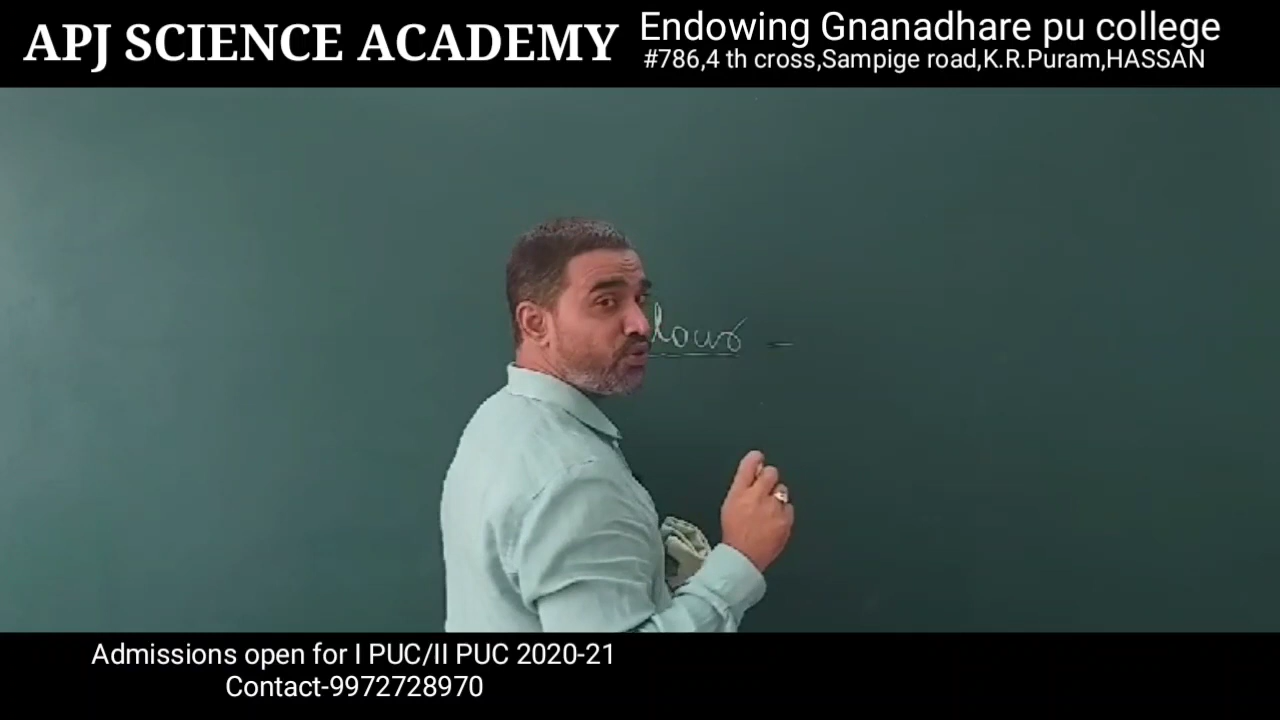 APJ SCIENCE ACADEMY
Endowing Gnanadhare pu college
#786,4 th cross,Sampige road,K.R.Puram,HASSAN
lour -
Admissions open for I PUC/II PUC 2020-21
Contact-9972728970